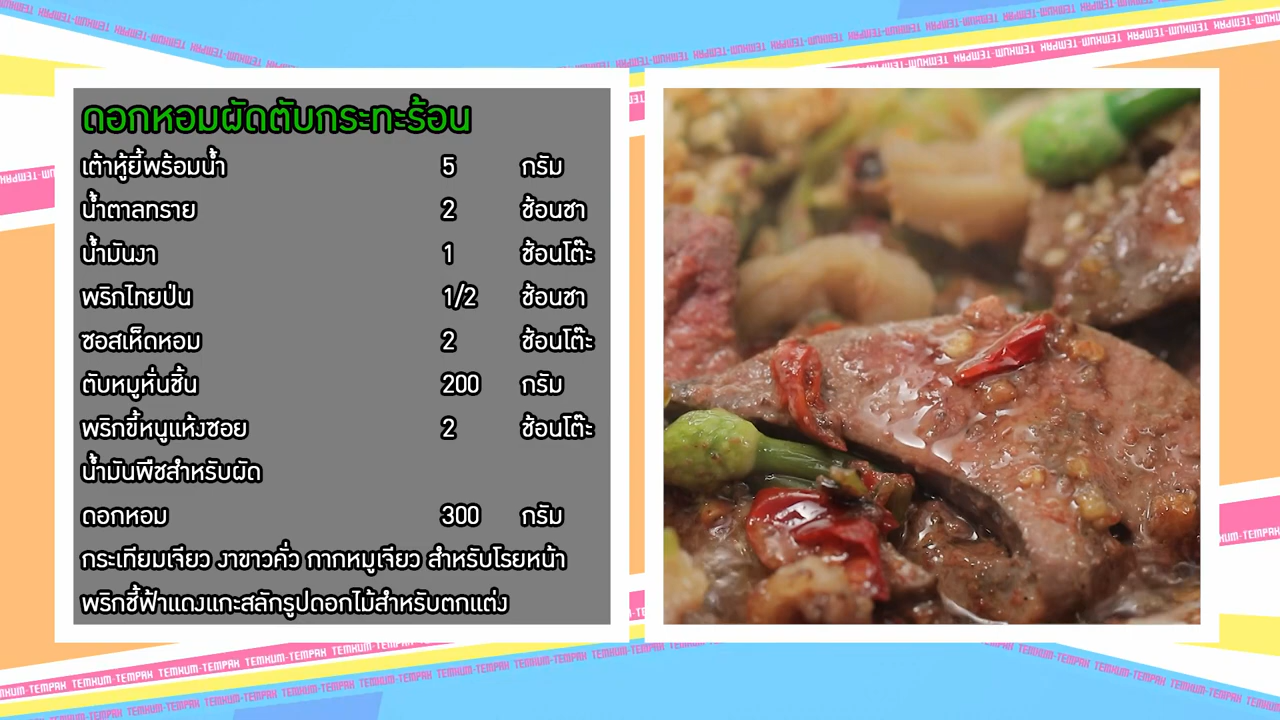 ดอกหอมผัดตับกระทะร้อน
เต้าหู้ยี้พร้อมน้ำ 5 กรัม
น้ำตาลทราย 2 ช้อนชา
น้ำมันงา 1 ช้อนโต๊ะ
พริกไทยป่น 1/2 ช้อนชา
ซอสเห็ดหอม 2 ช้อนโต๊ะ
ตับหมูหั่นชิ้น 200 กรัม
พริกขี้หนูแห้งซอย 2 ช้อนโต๊ะ
น้ำมันพืชสำหรับผัด
ดอกหอม 300 กรัม
กระเทียมเจียว งาขาวคั่ว กากหมูเจียว สำหรับโรยหน้า
พริกชี้ฟ้าแดงแกะสลักรูปดอกไม้สำหรับตกแต่ง
TEMKUM-TEMPAK TEMKUM-TEMPAK TEMKUM-TEMPAK